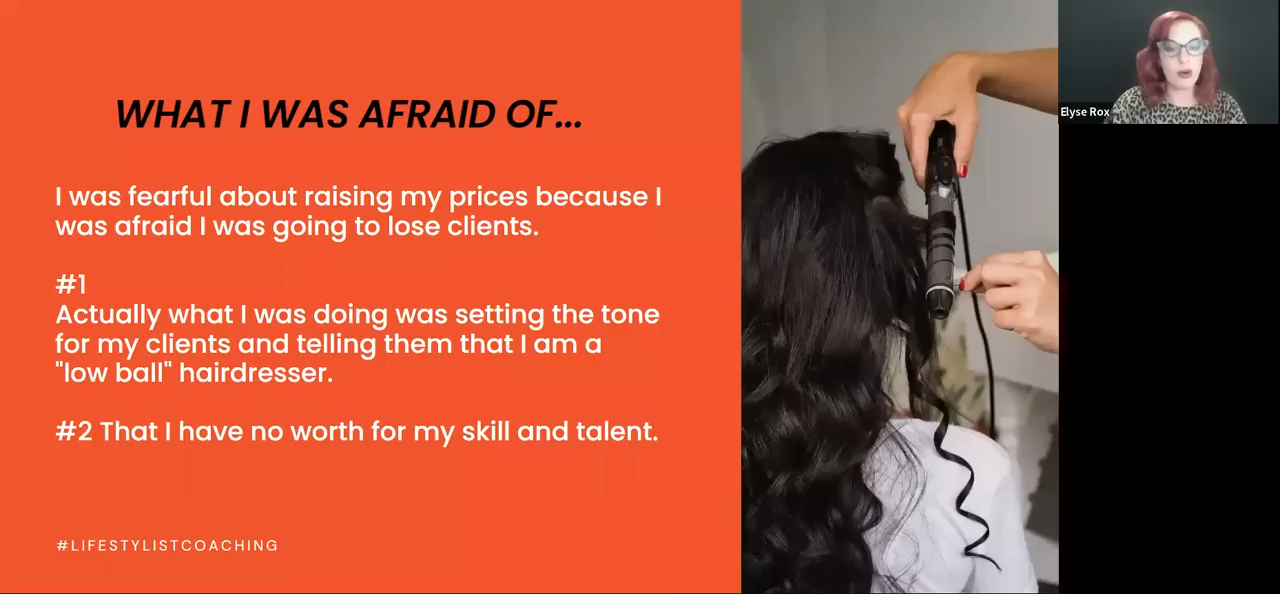 WHAT I WAS AFRAID OF...
I was fearful about raising my prices because I
was afraid I was going to lose clients.
#1
Actually what I was doing was setting the tone
for my clients and telling them that I am a
"low ball" hairdresser.
#2 That I have no worth for my skill and talent.
#LIFESTYLISTCOACHING
Elyse Rox